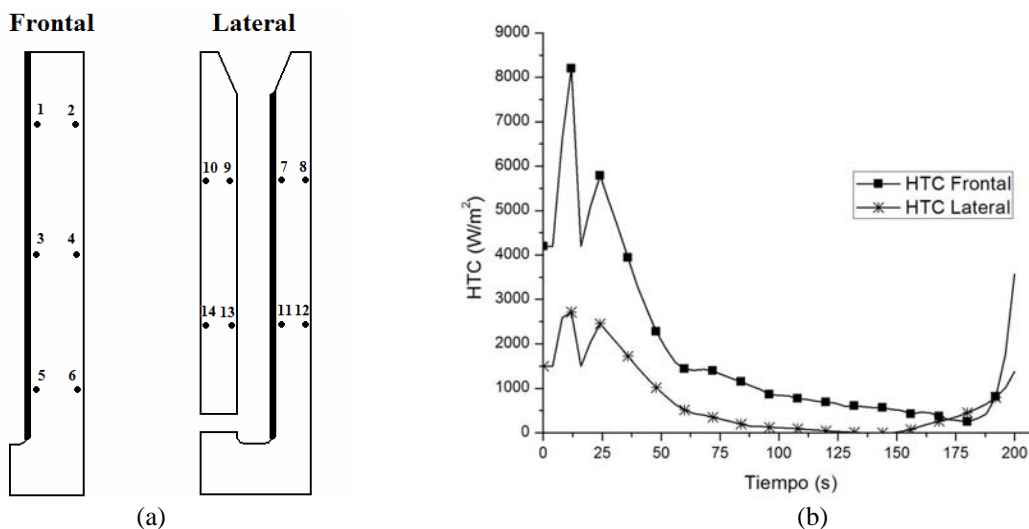 Frontal
Lateral
1 2
10 9 7 8
3 4
14 13 11 12
5 6
(a)
9000
8000
7000
6000
5000
4000
3000
2000
1000
0
HTC (W/m²)
HTC Frontal
HTC Lateral
0 25 50 75 100 125 150 175 200
Tiempo (s)
(b)